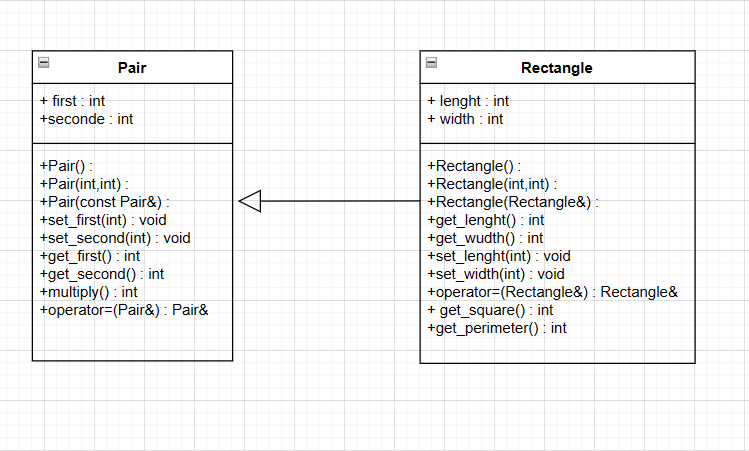 Pair
+ first : int
+seconde : int
+Pair() :
+Pair(int,int) :
+Pair(const Pair&) :
+set_first(int) : void
+set_second(int) : void
+get_first() : int
+get_second() : int
+multiply() : int
+operator=(Pair&) : Pair&
Rectangle
+ lenght : int
+ width : int
+Rectangle() :
+Rectangle(int,int) :
+Rectangle(Rectangle&) :
+get_lenght() : int
+get_wudth() : int
+set_lenght(int) : void
+set_width(int) : void
+operator=(Rectangle&) : Rectangle&
+ get_square() : int
+get_perimeter() : int